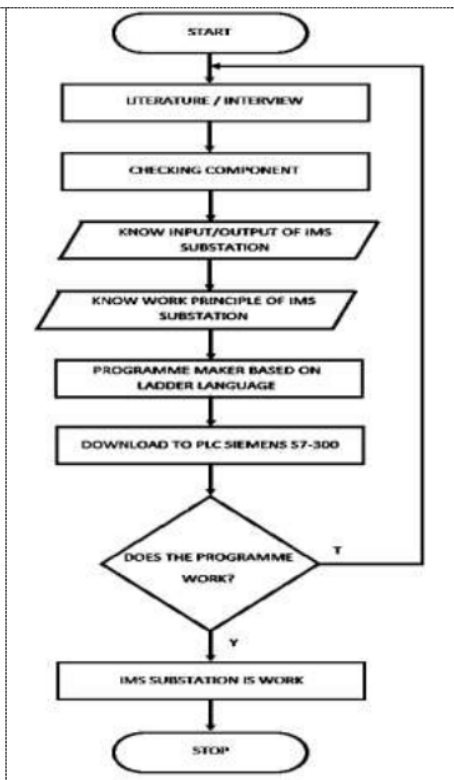 START
LITERATURE / INTERVIEW
CHECKING COMPONENT
KNOW INPUT/OUTPUT OF IMS
SUBSTATION
KNOW WORK PRINCIPLE OF IMS
SUBSTATION
PROGRAMME MAKER BASED ON
LADDER LANGUAGE
DOWNLOAD TO PLC SIEMENS S7-300
DOES THE PROGRAMME
WORK?
T
Y
IMS SUBSTATION IS WORK
STOP